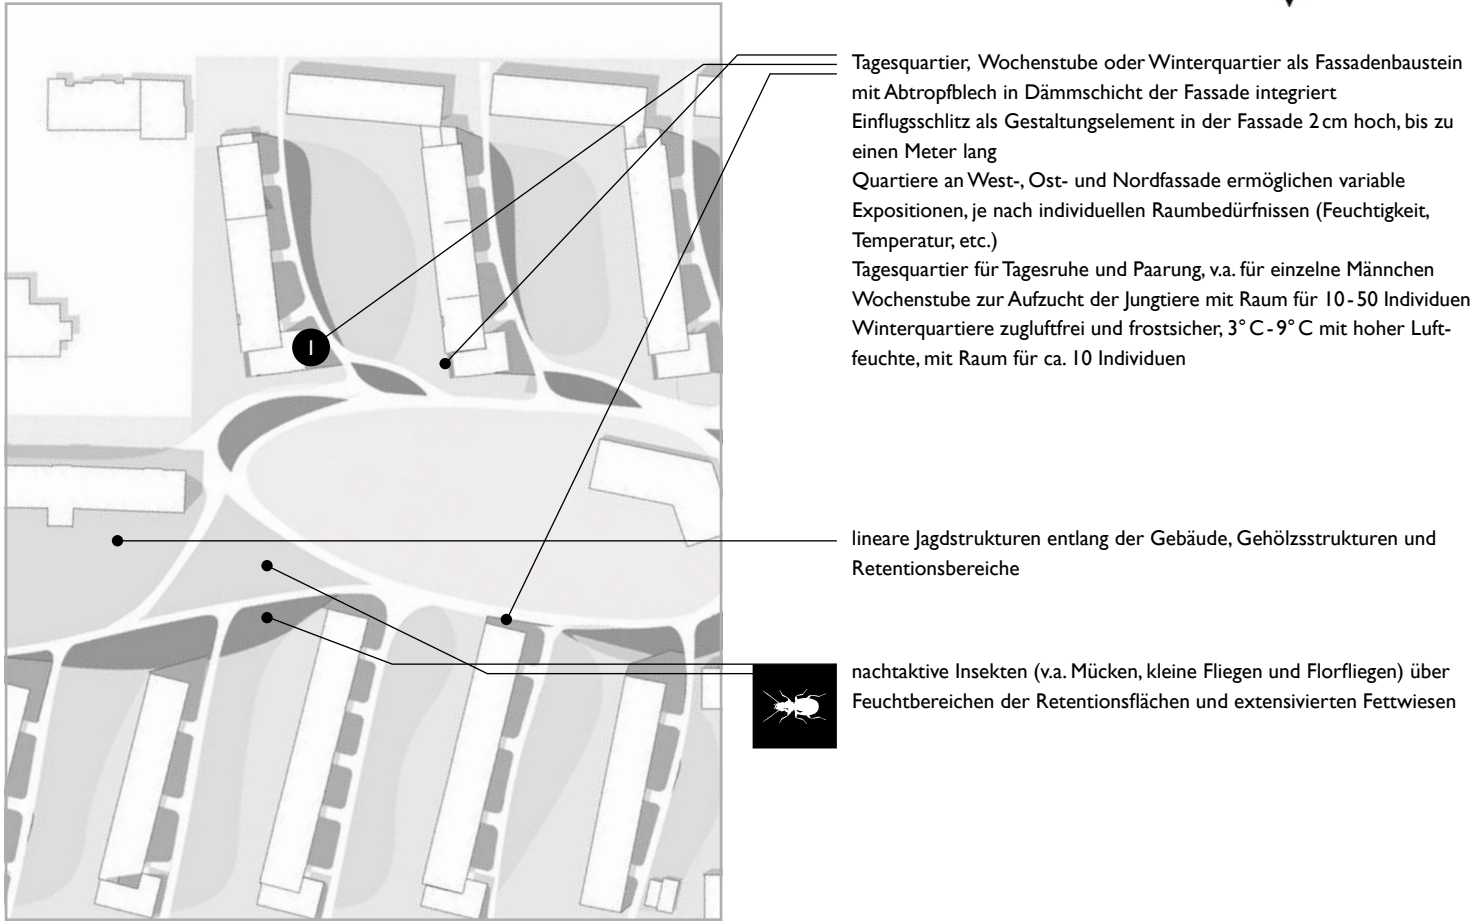 Tagesquartier, Wochenstube oder Winterquartier als Fassadenbaustein
mit Abtropfblech in Dämmschicht der Fassade integriert
Einflugsschlitz als Gestaltungselement in der Fassade 2 cm hoch, bis zu
einen Meter lang
Quartiere an West-, Ost- und Nordfassade ermöglichen variable
Expositionen, je nach individuellen Raumbedürfnissen (Feuchtigkeit,
Temperatur, etc.)
Tagesquartier für Tagesruhe und Paarung, v.a. für einzelne Männchen
Wochenstube zur Aufzucht der Jungtiere mit Raum für 10-50 Individuen
Winterquartiere zugluftfrei und frostsicher, 3° C - 9° C mit hoher Luft-
feuchte, mit Raum für ca. 10 Individuen
1
lineare Jagdstrukturen entlang der Gebäude, Gehölzsstrukturen und
Retentionsbereiche
nachtaktive Insekten (v.a. Mücken, kleine Fliegen und Florfliegen) über
Feuchtbereichen der Retentionsflächen und extensivierten Fettwiesen